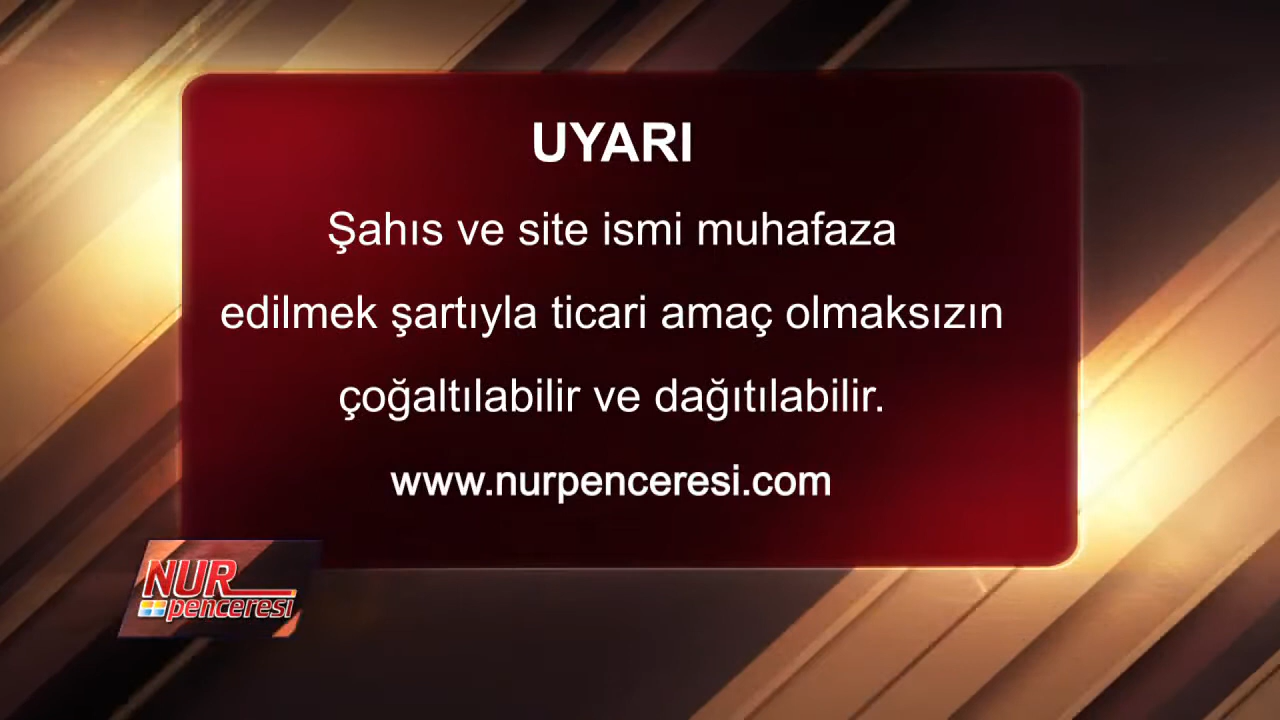 UYARI
Şahıs ve site ismi muhafaza
edilmek şartıyla ticari amaç olmaksızın
çoğaltılabilir ve dağıtılabilir.
www.nurpenceresi.com
NUR
penceresi